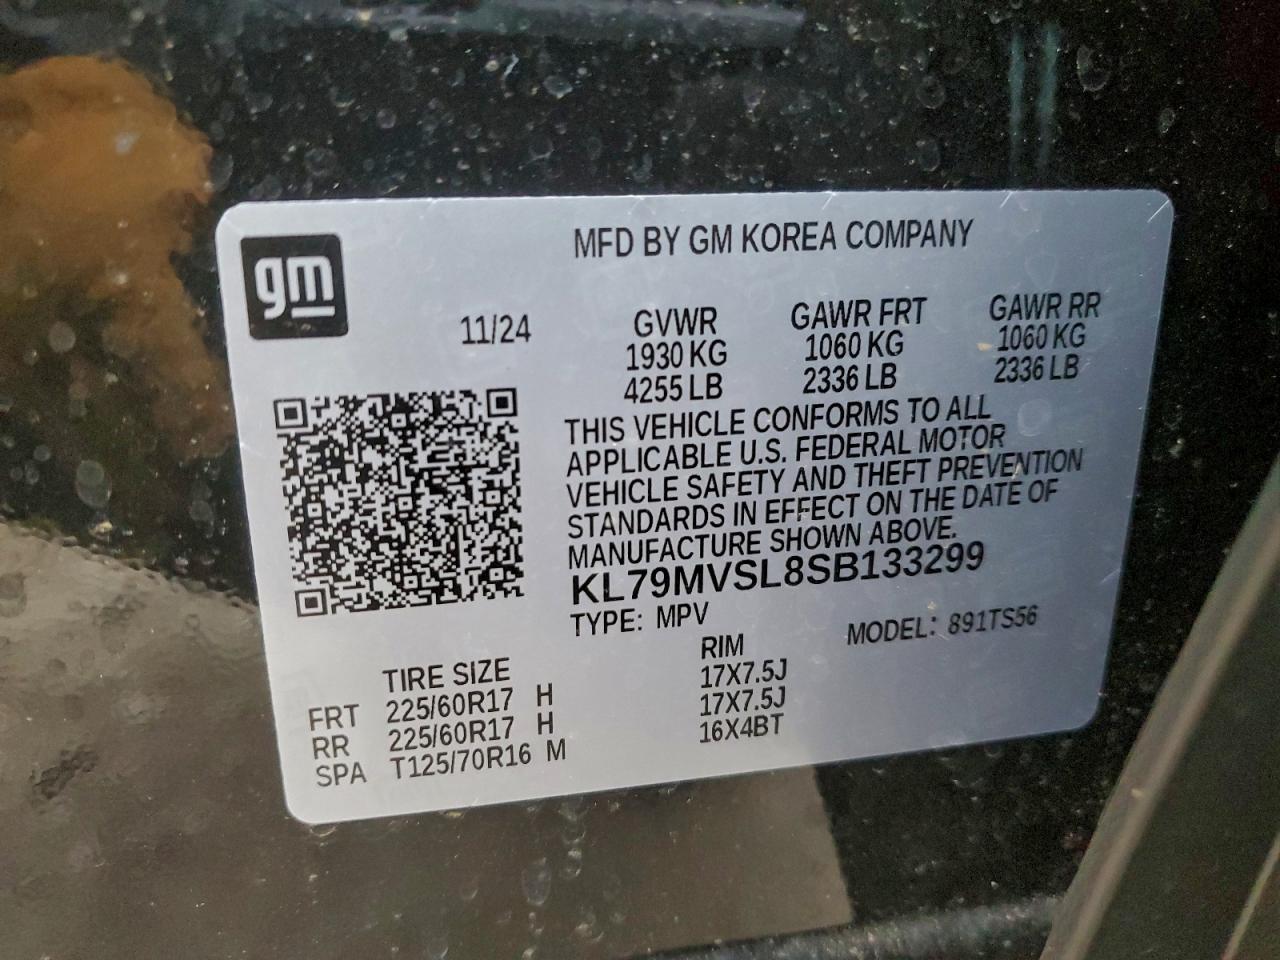 gm
MFD BY GM KOREA COMPANY
11/24
GVWR GAWR FRT GAWR RR
1930 KG 1060 KG 1060 KG
4255 LB 2336 LB 2336 LB
THIS VEHICLE CONFORMS TO ALL
APPLICABLE U.S. FEDERAL MOTOR
VEHICLE SAFETY AND THEFT PREVENTION
STANDARDS IN EFFECT ON THE DATE OF
MANUFACTURE SHOWN ABOVE.
KL79MVSL8SB133299
TYPE: MPV MODEL: 891TS56
TIRE SIZE RIM
FRT 225/60R17 H 17X7.5J
RR 225/60R17 H 17X7.5J
SPA T125/70R16 M 16X4BT